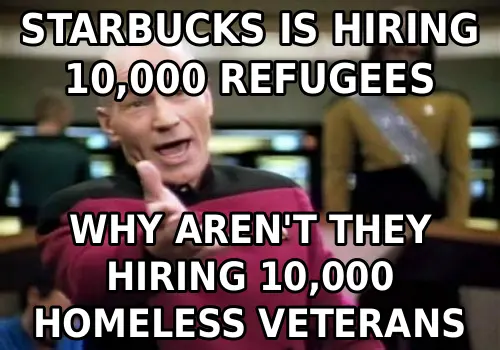 STARBUCKS IS HIRING
10,000 REFUGEES
WHY AREN'T THEY
HIRING 10,000
HOMELESS VETERANS